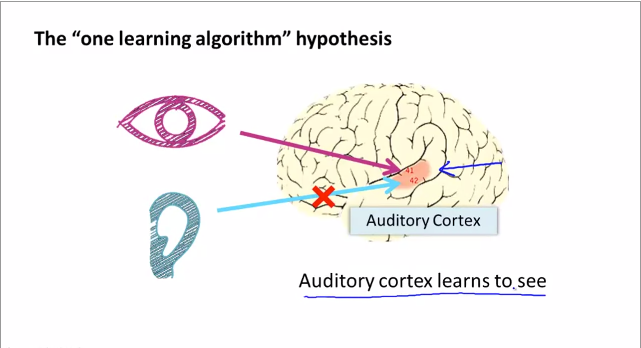 The “one learning algorithm” hypothesis
41
42
Auditory Cortex
Auditory cortex learns to see